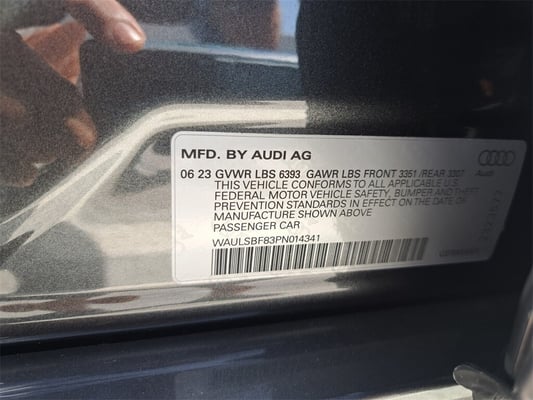 MFD. BY AUDI AG
06 23 GVWR LBS 6393 GAWR LBS FRONT 3351 /REAR 3307
THIS VEHICLE CONFORMS TO ALL APPLICABLE U.S.
FEDERAL MOTOR VEHICLE SAFETY, BUMPER AND THEFT
PREVENTION STANDARDS IN EFFECT ON THE DATE OF
MANUFACTURE SHOWN ABOVE
PASSENGER CAR
WAULSBF83PN014341
Audi